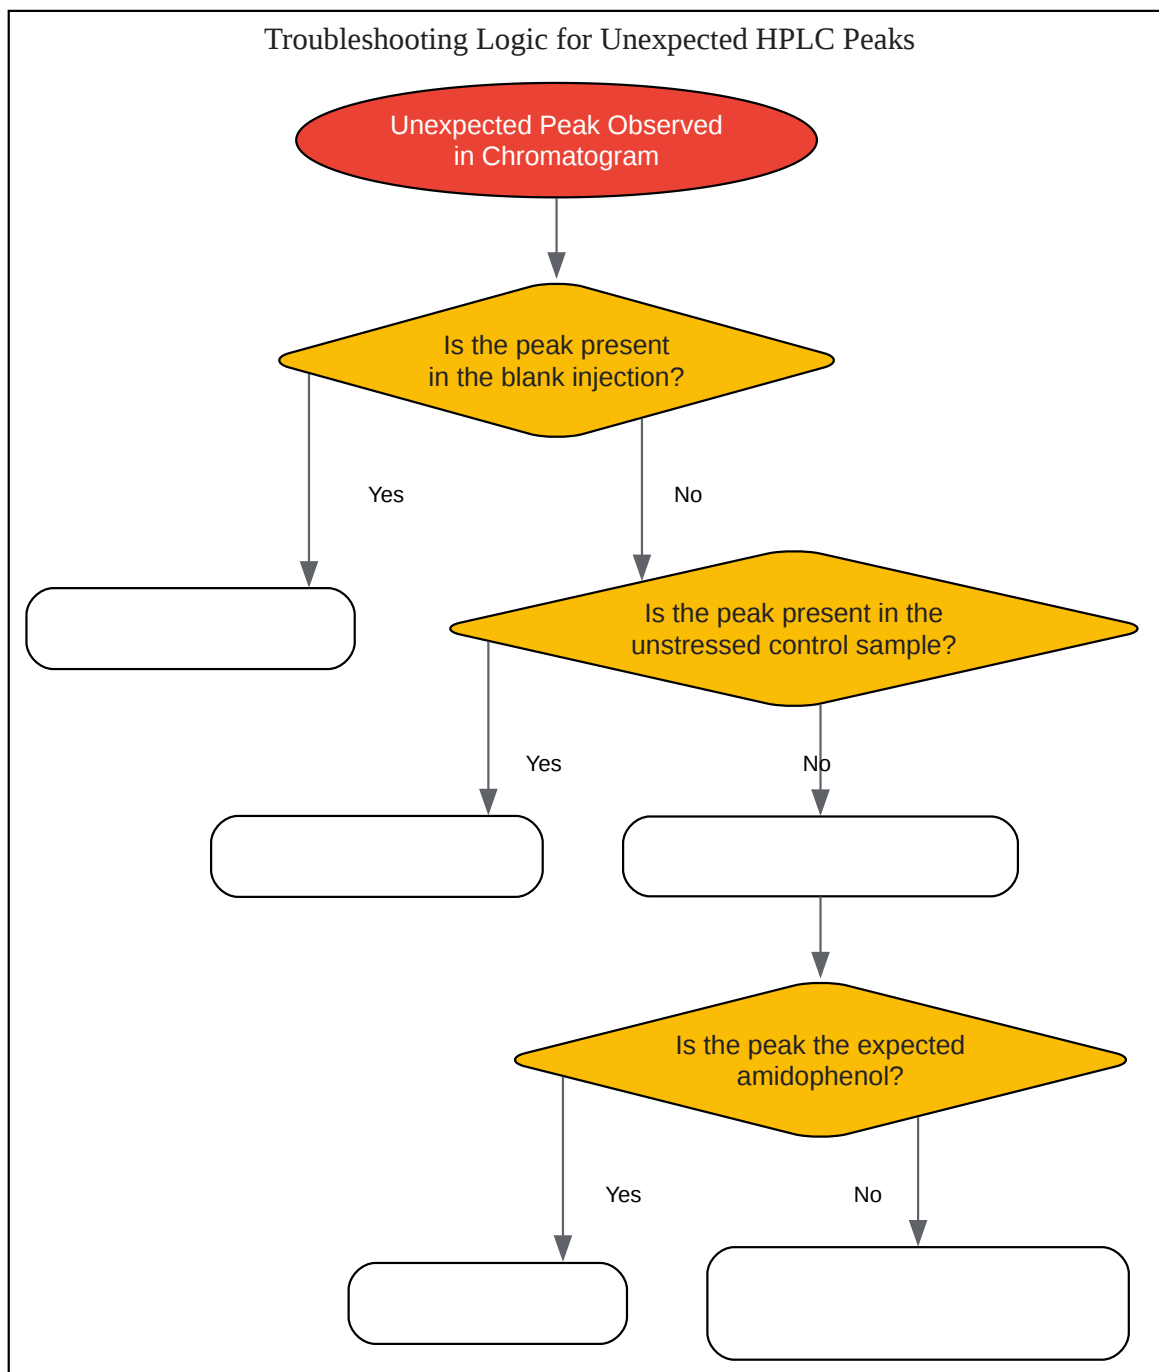 Troubleshooting Logic for Unexpected HPLC Peaks
Unexpected Peak Observed
in Chromatogram
Is the peak present
in the blank injection?
Yes
No
Is the peak present in the
unstressed control sample?
Yes
No
Is the peak the expected
amidophenol?
Yes
No